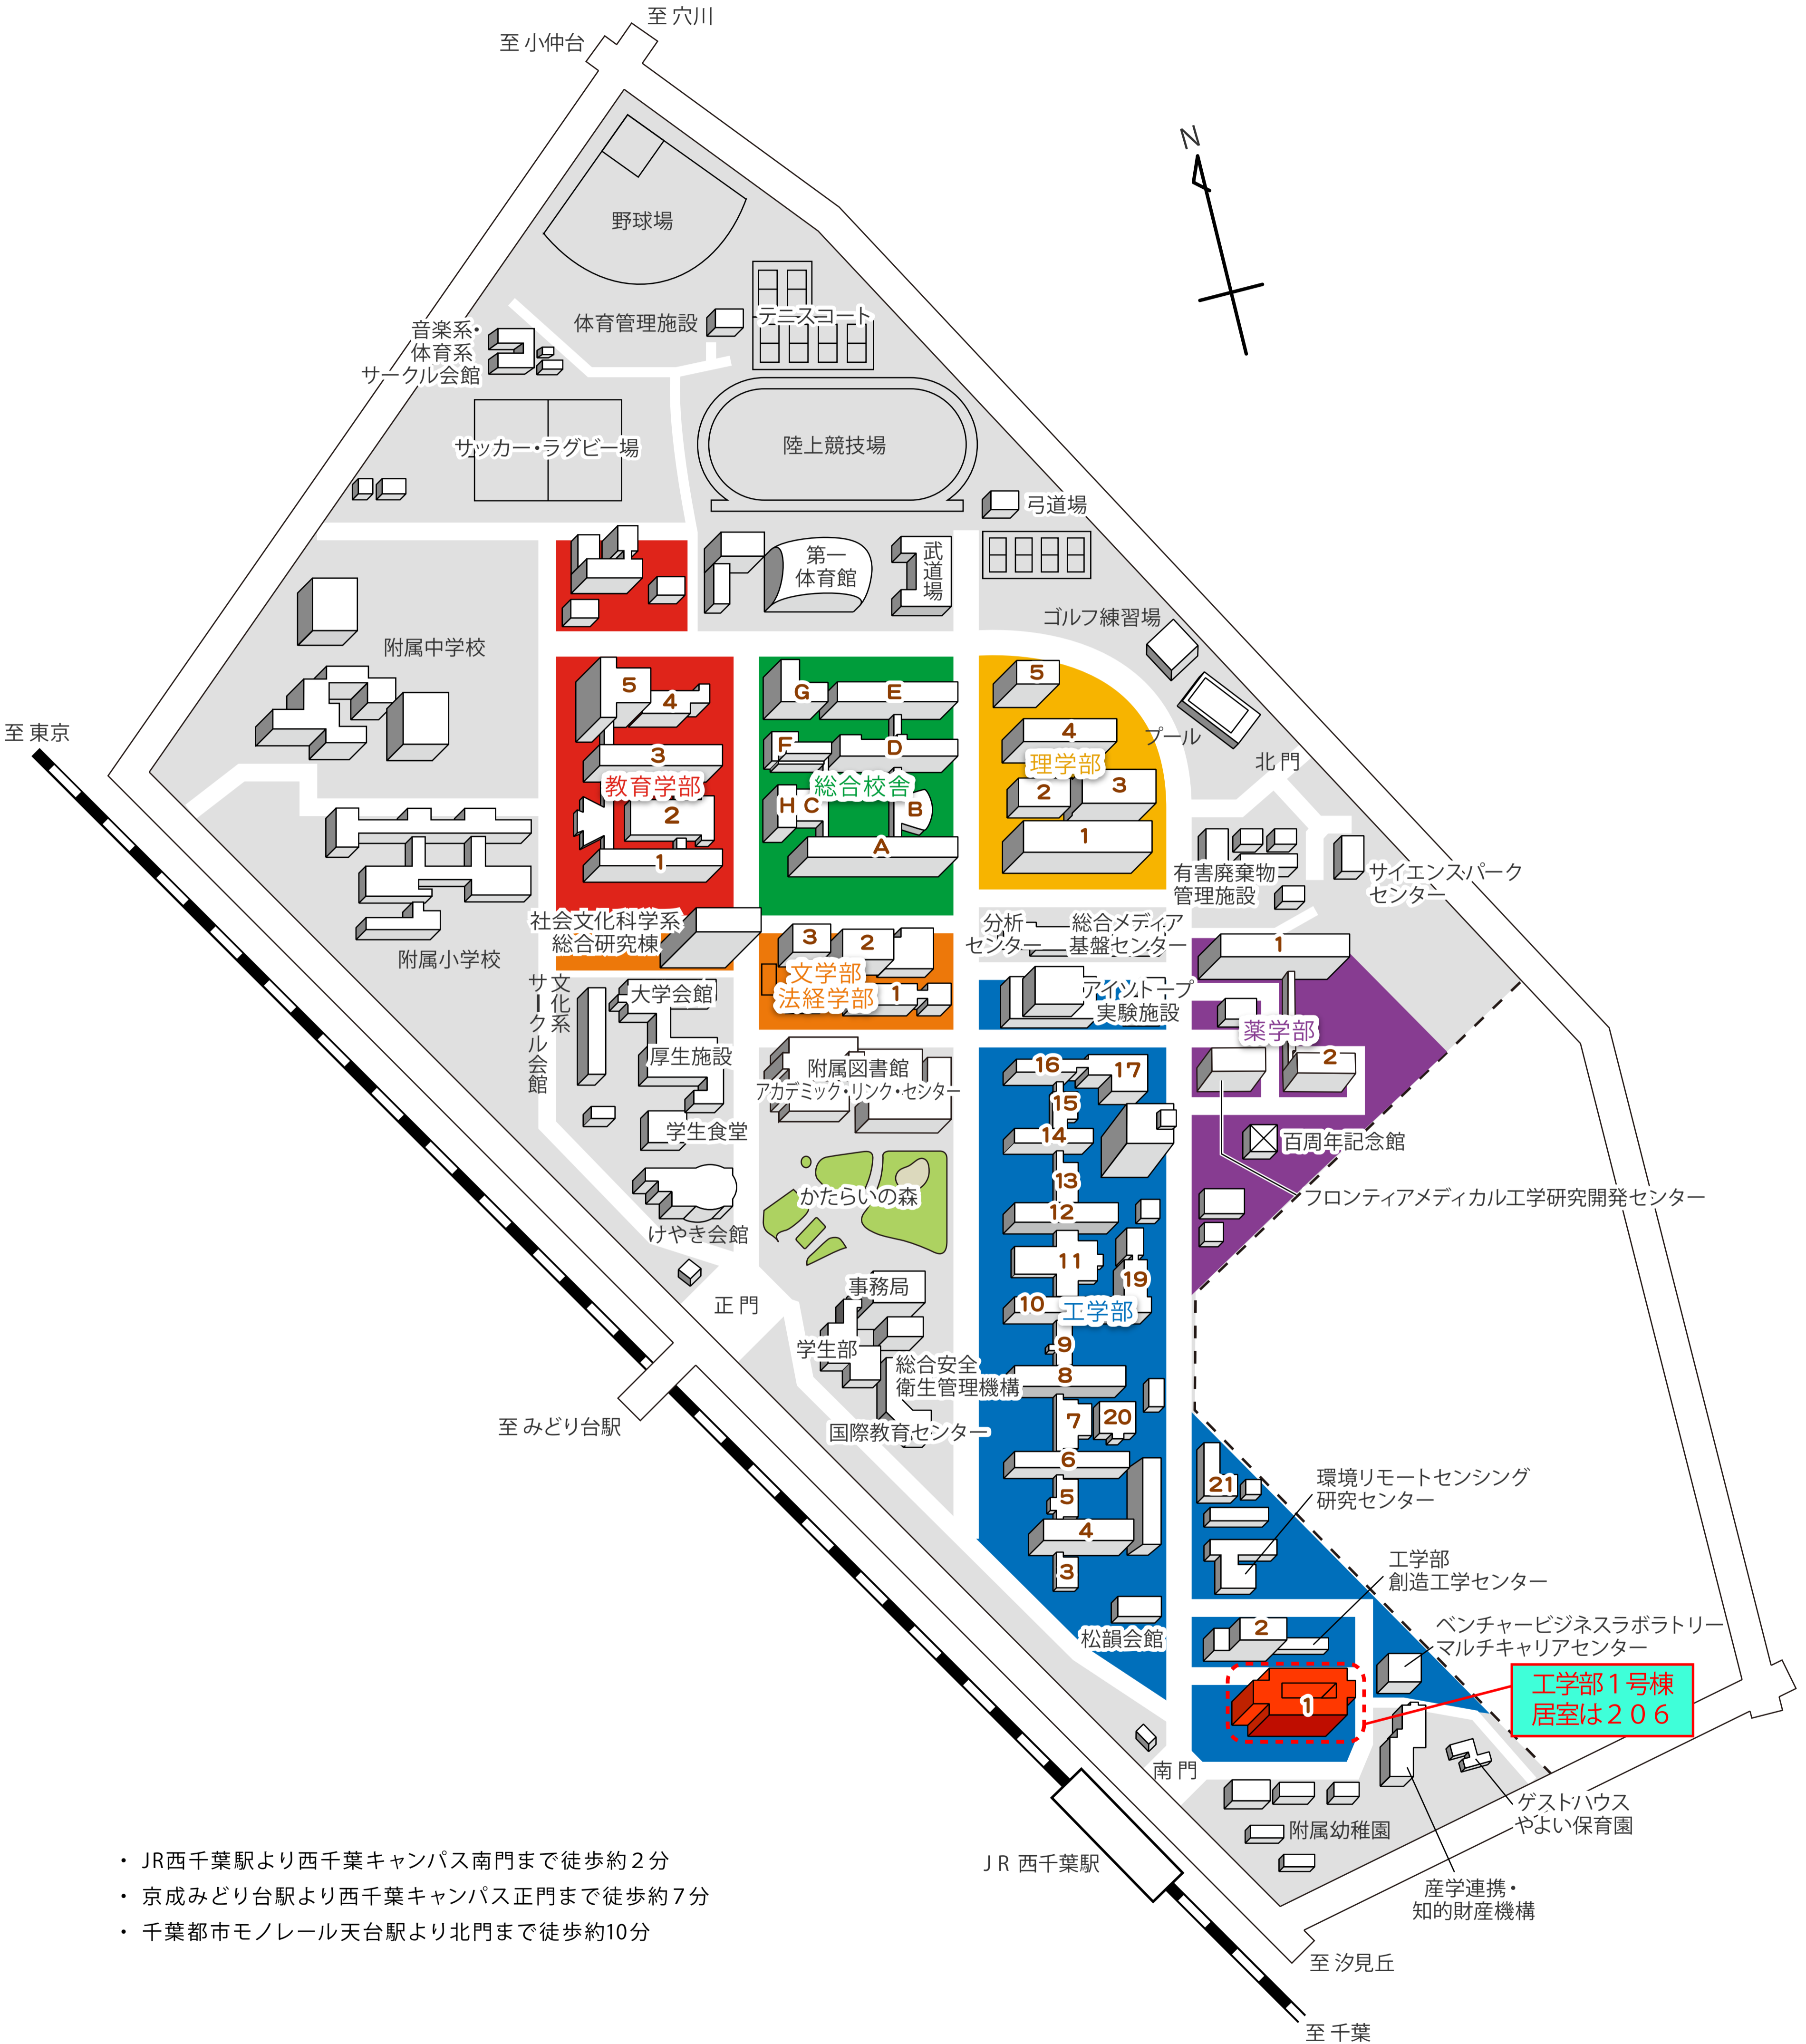 至 穴川
至 小仲台
N
野球場
体育管理施設
テニスコート
音楽系・
体育系
サークル会館
サッカー・ラグビー場
陸上競技場
弓道場
第一
体育館
武道場
ゴルフ練習場
附属中学校
プール
北 門
至 東京
5
4
3
教育学部
2
1
G
E
F
D
総合校舎
H
C
B
A
5
4
理学部
3
2
1
有害廃棄物
管理施設
サイエンスパーク
センター
社会文化科学系
総合研究棟
附属小学校
3
2
文学部
法経学部
1
分析
センター
総合メディア
基盤センター
アイソトープ
実験施設
1
薬学部
2
文化系
サークル会館
大学会館
厚生施設
学生食堂
けやき会館
附属図書館
アカデミック・リンク・センター
かたらいの森
百周年記念館
フロンティアメディカル工学研究開発センター
16
17
15
14
13
12
11
19
10
工学部
9
8
7
20
6
5
4
3
正 門
事務局
学生部
総合安全
衛生管理機構
国際教育センター
至 みどり台駅
21
環境リモートセンシング
研究センター
工学部
創造工学センター
ベンチャービジネスラボラトリー
マルチキャリアセンター
松韻会館
2
1
工学部１号棟
居室は２０６
南 門
ゲストハウス
やよい保育園
附属幼稚園
ＪＲ 西千葉駅
産学連携・
知的財産機構
至 汐見丘
至 千葉
・ JR西千葉駅より西千葉キャンパス南門まで徒歩約２分
・ 京成みどり台駅より西千葉キャンパス正門まで徒歩約７分
・ 千葉都市モノレール天台駅より北門まで徒歩約10分